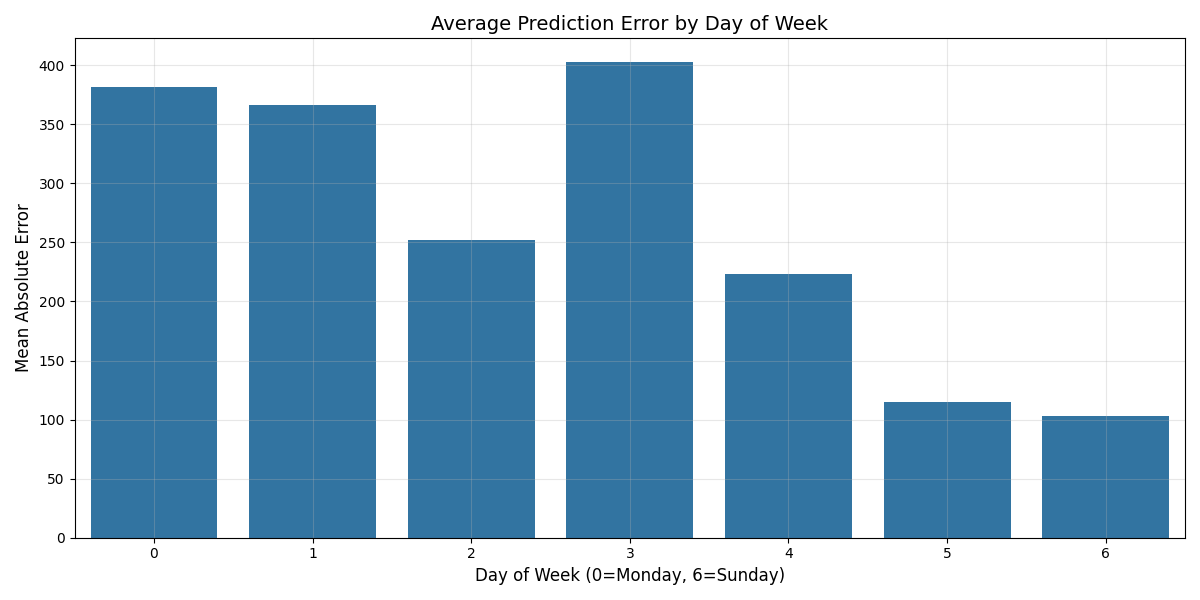 Average Prediction Error by Day of Week
Mean Absolute Error
400
350
300
250
200
150
100
50
0
0 1 2 3 4 5 6
Day of Week (0=Monday, 6=Sunday)